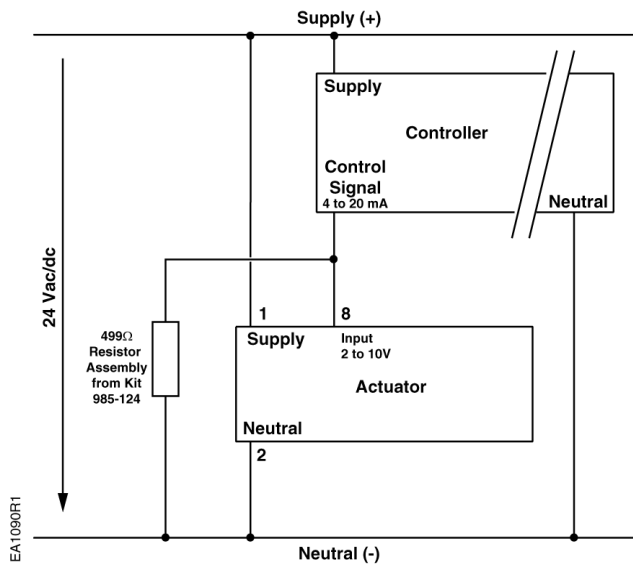 Supply (+)
Supply
Controller
Control
Signal
4 to 20 mA
Neutral
24 Vac/dc
499Ω
Resistor
Assembly
from Kit
985-124
1
8
Supply
Input
2 to 10V
Actuator
Neutral
2
EA1090R1
Neutral (-)